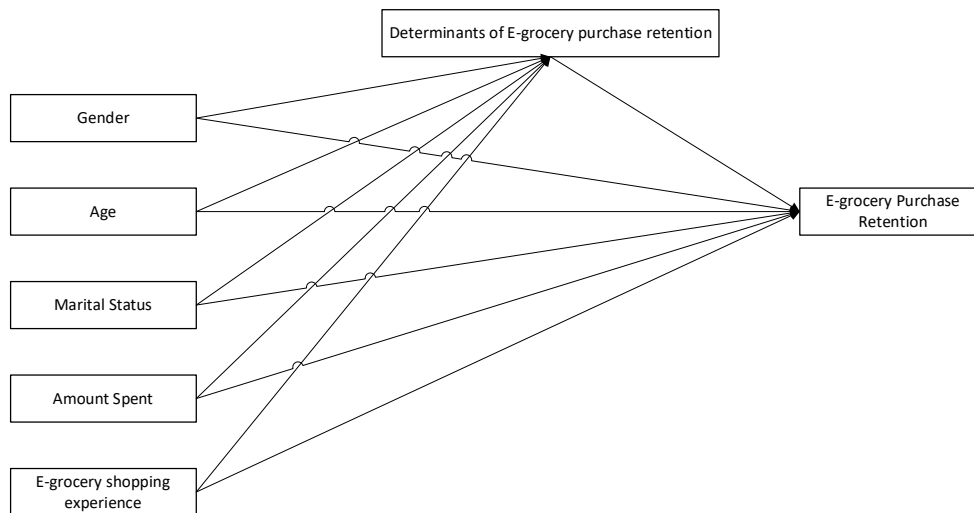 Determinants of E-grocery purchase retention
Gender
Age
E-grocery Purchase
Retention
Marital Status
Amount Spent
E-grocery shopping
experience